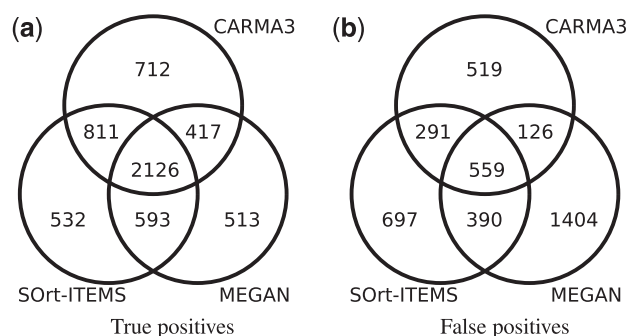 (a)
CARMA3
712
811
417
2126
532
593
513
SOrt-ITEMS
MEGAN
True positives
(b)
CARMA3
519
291
126
559
697
390
1404
SOrt-ITEMS
MEGAN
False positives